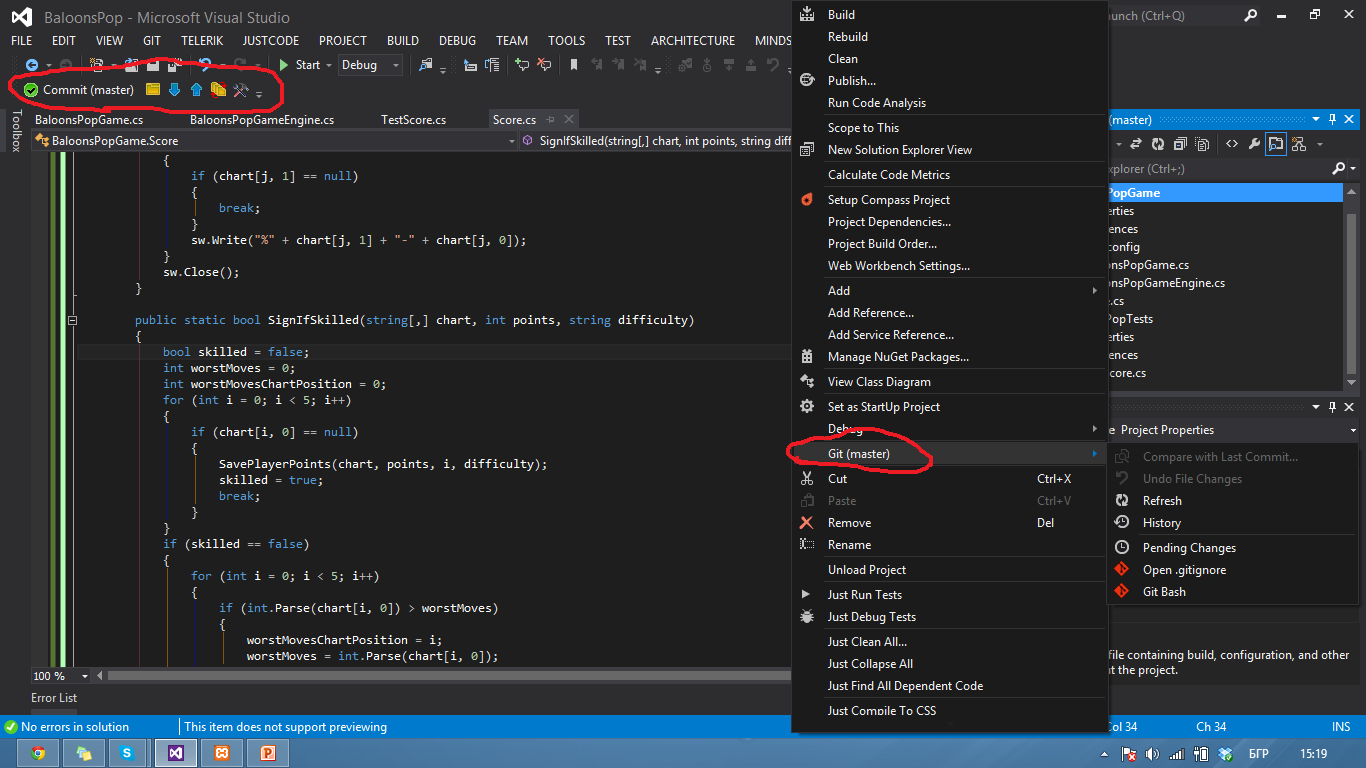 BaloonsPop - Microsoft Visual Studio
unch (Ctrl+Q)
FILE EDIT VIEW GIT TELERIK JUSTCODE PROJECT BUILD DEBUG TEAM TOOLS TEST ARCHITECTURE MINDS
Start Debug
Commit (master)
Toolbox
BaloonsPopGame.cs BaloonsPopGameEngine.cs TestScore.cs Score.cs
BaloonsPopGame.Score SignIfSkilled(string[,] chart, int points, string diff
{
if (chart[j, 1] == null)
{
break;
}
sw.Write("%" + chart[j, 1] + "-" + chart[j, 0]);
}
sw.Close();
}
public static bool SignIfSkilled(string[,] chart, int points, string difficulty)
{
bool skilled = false;
int worstMoves = 0;
int worstMovesChartPosition = 0;
for (int i = 0; i < 5; i++)
{
if (chart[i, 0] == null)
{
SavePlayerPoints(chart, points, i, difficulty);
skilled = true;
break;
}
}
if (skilled == false)
{
for (int i = 0; i < 5; i++)
{
if (int.Parse(chart[i, 0]) > worstMoves)
{
worstMovesChartPosition = i;
worstMoves = int.Parse(chart[i, 0]);
100 %
Error List
Build
Rebuild
Clean
Publish...
Run Code Analysis
Scope to This
New Solution Explorer View
Calculate Code Metrics
Setup Compass Project
Project Dependencies...
Project Build Order...
Web Workbench Settings...
Add
Add Reference...
Add Service Reference...
Manage NuGet Packages...
View Class Diagram
Set as StartUp Project
Debug
Git (master)
Cut Ctrl+X
Paste Ctrl+V
Remove Del
Rename
Unload Project
Just Run Tests
Just Debug Tests
Just Clean All...
Just Collapse All
Just Find All Dependent Code
Just Compile To CSS
(master)
xplorer (Ctrl+;)
PopGame
erties
ences
config
onsPopGame.cs
onsPopGameEngine.cs
e.cs
PopTests
erties
ences
core.cs
e Project Properties
Compare with Last Commit...
Undo File Changes
Refresh
History
Pending Changes
Open .gitignore
Git Bash
file containing build, configuration, and other
t the project.
No errors in solution This item does not support previewing Col 34 Ch 34 INS
БГР 15:19